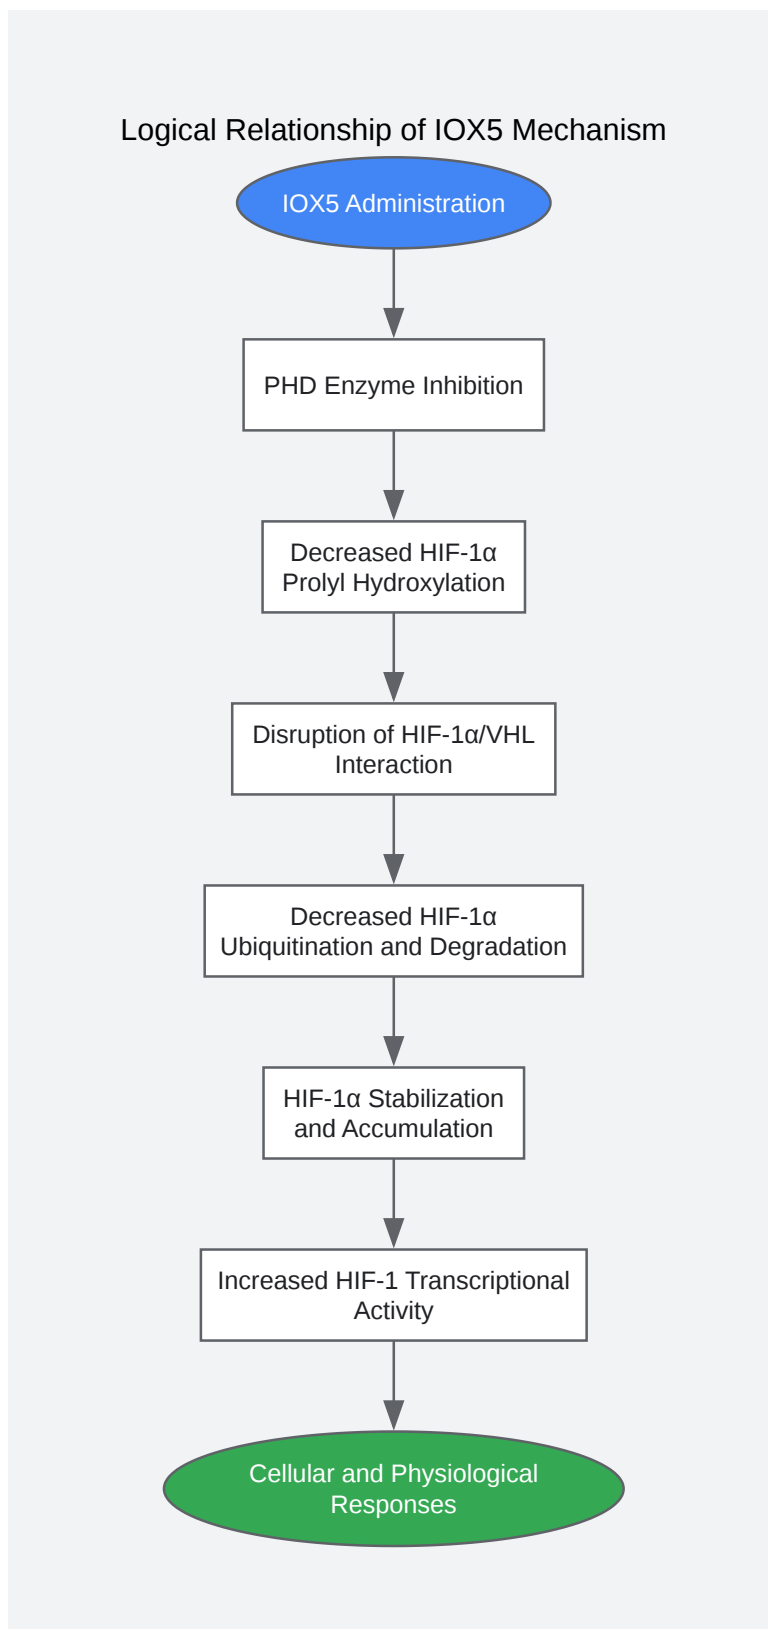 Logical Relationship of IOX5 Mechanism
IOX5 Administration
PHD Enzyme Inhibition
Decreased HIF-1α
Prolyl Hydroxylation
Disruption of HIF-1α/VHL
Interaction
Decreased HIF-1α
Ubiquitination and Degradation
HIF-1α Stabilization
and Accumulation
Increased HIF-1 Transcriptional
Activity
Cellular and Physiological
Responses